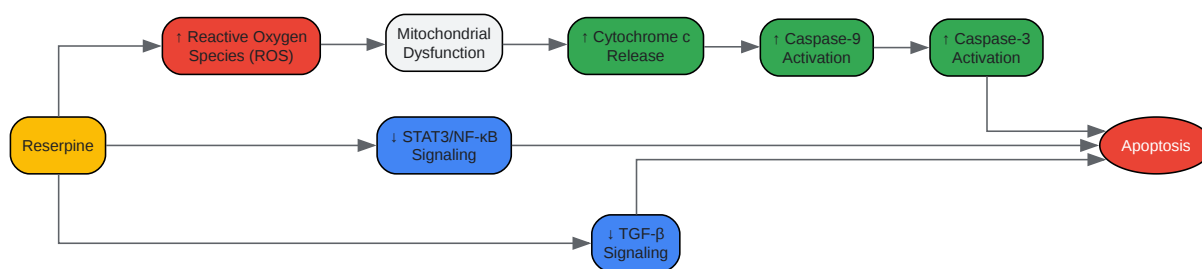 ↑ Reactive Oxygen
Species (ROS)
Mitochondrial
Dysfunction
↑ Cytochrome c
Release
↑ Caspase-9
Activation
↑ Caspase-3
Activation
Reserpine
↓ STAT3/NF-κB
Signaling
Apoptosis
↓ TGF-β
Signaling